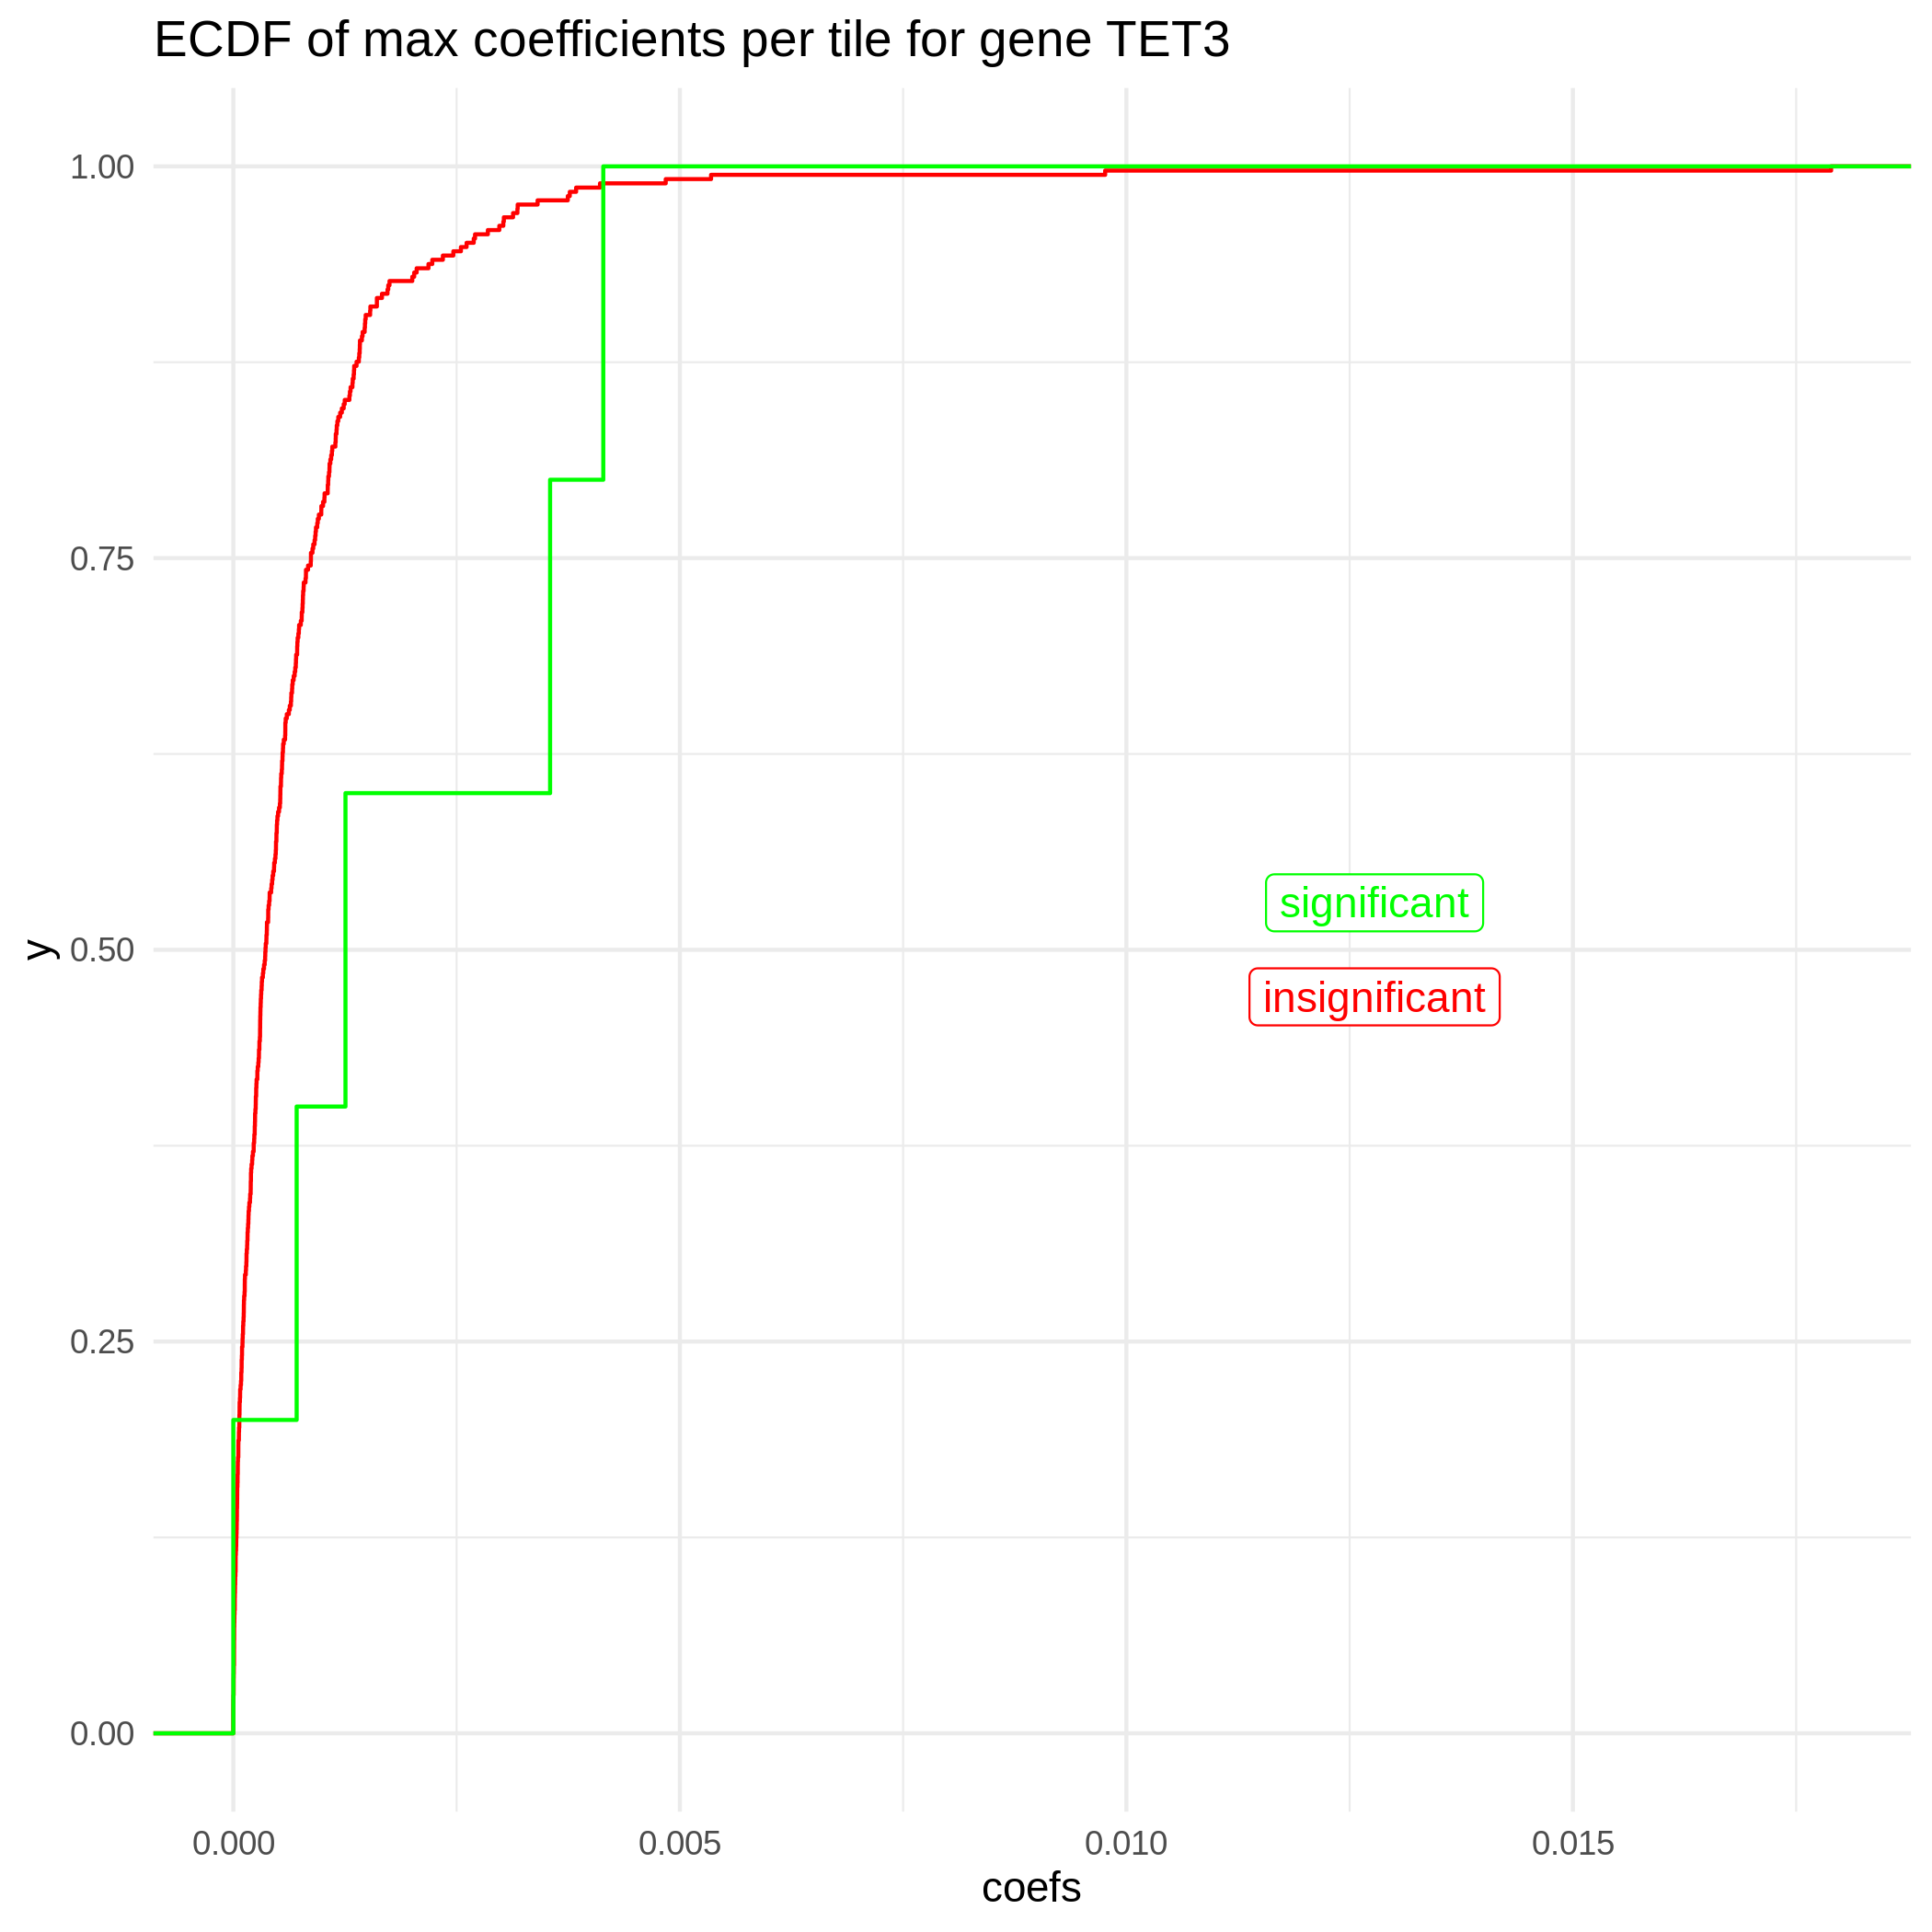 ECDF of max coefficients per tile for gene TET3
1.00
0.75
0.50
0.25
0.00
y
significant
insignificant
0.000
0.005
0.010
0.015
coefs